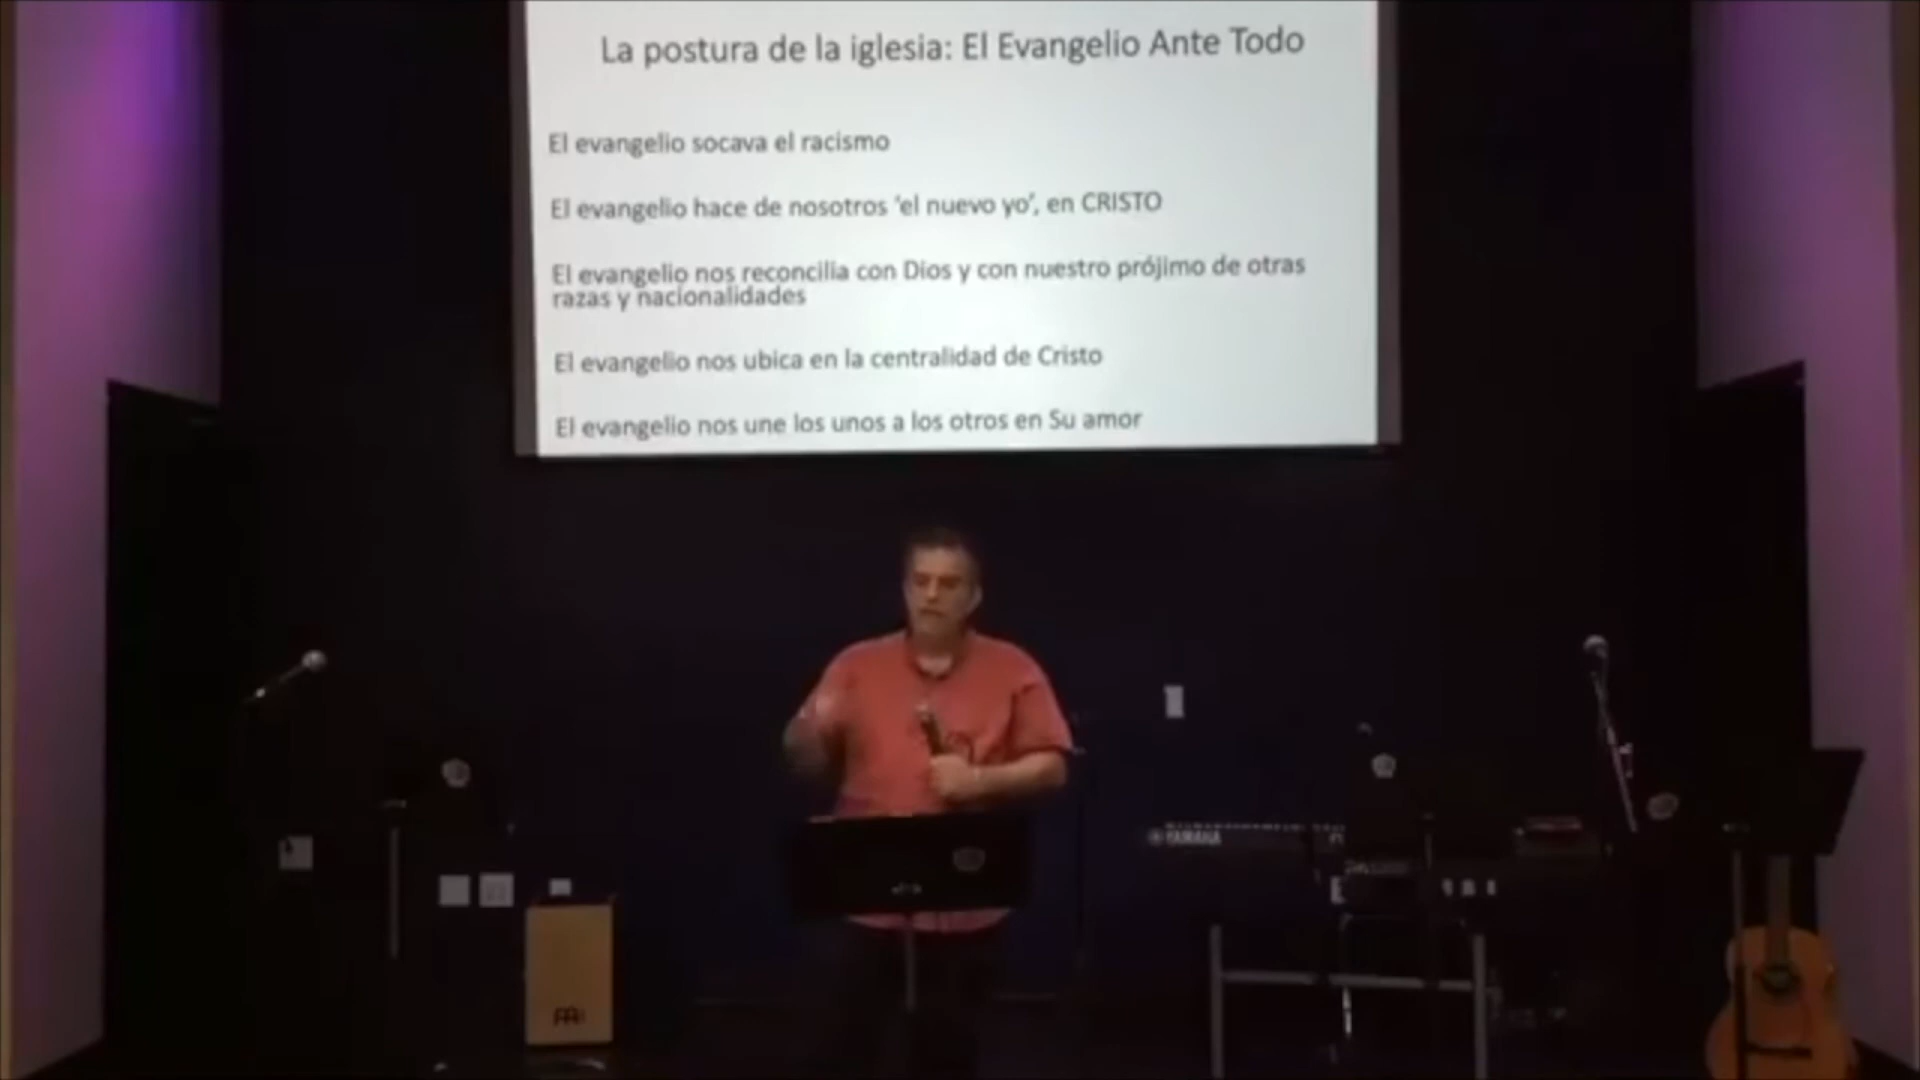 La postura de la iglesia: El Evangelio Ante Todo
El evangelio socava el racismo
El evangelio hace de nosotros 'el nuevo yo', en CRISTO
El evangelio nos reconcilia con Dios y con nuestro prójimo de otras
razas y nacionalidades
El evangelio nos ubica en la centralidad de Cristo
El evangelio nos une los unos a los otros en Su amor
YAMAHA